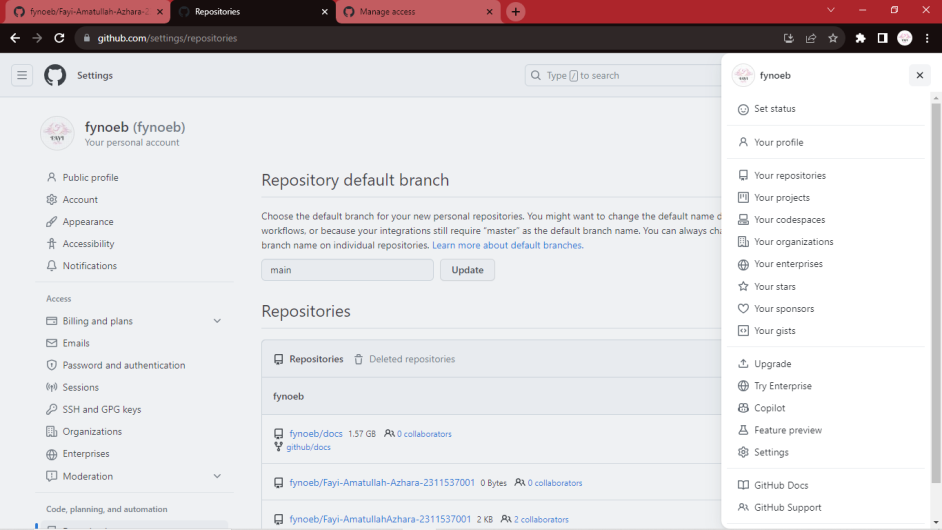 fynoeb/Fayi-Amatullah-Azhara-2
Repositories
Manage access
github.com/settings/repositories
Settings
Type / to search
fynoeb
fynoeb (fynoeb)
Your personal account
Public profile
Account
Appearance
Accessibility
Notifications
Access
Billing and plans
Emails
Password and authentication
Sessions
SSH and GPG keys
Organizations
Enterprises
Moderation
Code, planning, and automation
Repository default branch
Choose the default branch for your new personal repositories. You might want to change the default name d
workflows, or because your integrations still require "master" as the default branch name. You can always cha
branch name on individual repositories. Learn more about default branches.
main
Update
Repositories
Repositories
Deleted repositories
fynoeb
fynoeb/docs 1.57 GB 0 collaborators
github/docs
fynoeb/Fayi-Amatullah-Azhara-2311537001 0 Bytes 0 collaborators
fynoeb/Fayi-AmatullahAzhara-2311537001 2 KB 2 collaborators
Set status
Your profile
Your repositories
Your projects
Your codespaces
Your organizations
Your enterprises
Your stars
Your sponsors
Your gists
Upgrade
Try Enterprise
Copilot
Feature preview
Settings
GitHub Docs
GitHub Support